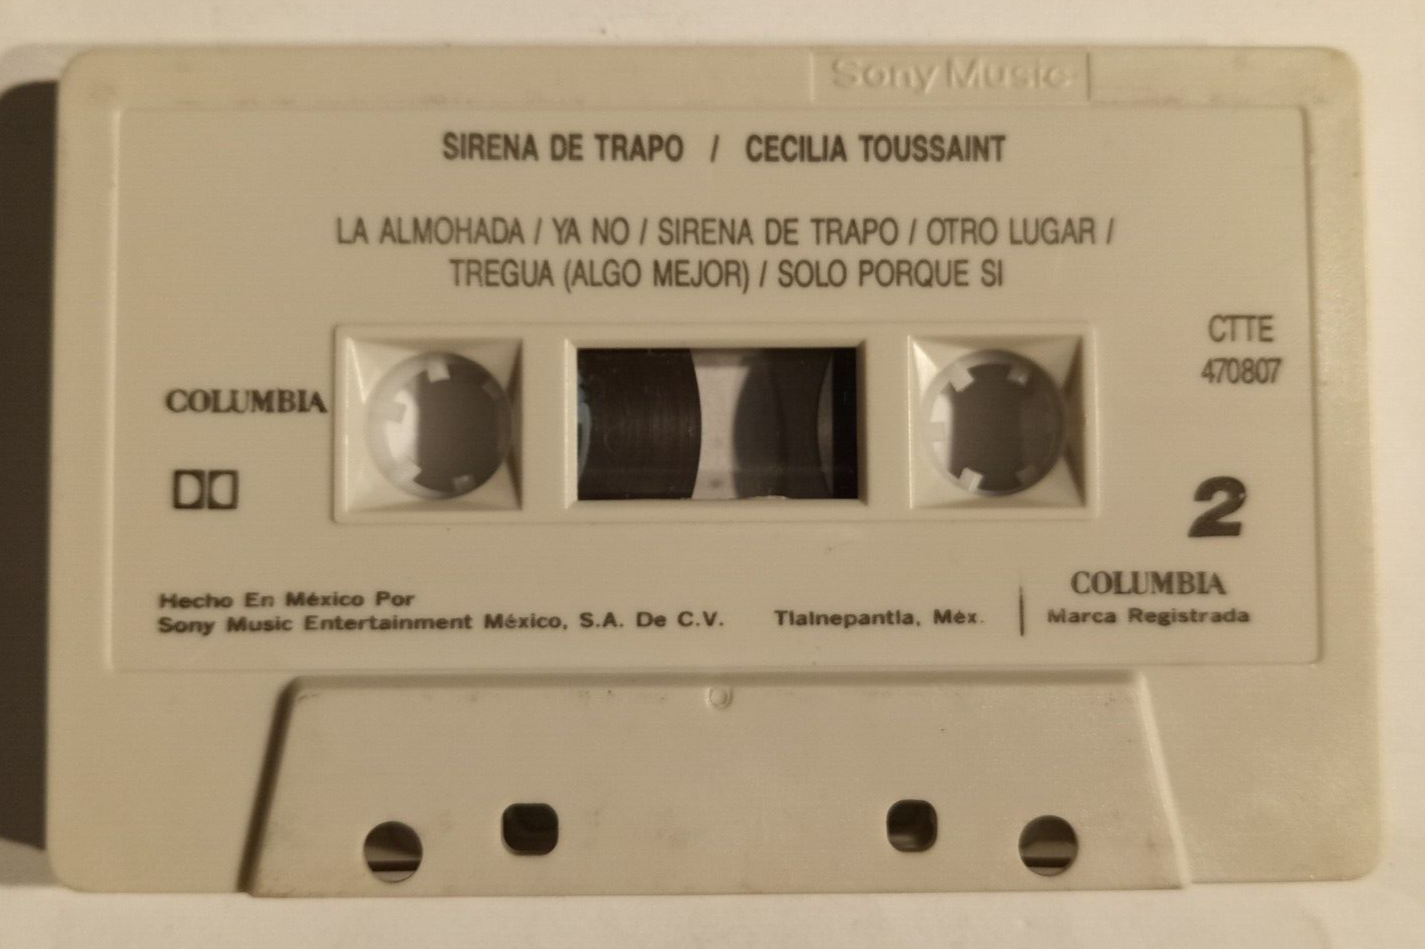 Sony Music
SIRENA DE TRAPO / CECILIA TOUSSAINT
LA ALMOHADA / YA NO / SIRENA DE TRAPO / OTRO LUGAR /
TREGUA (ALGO MEJOR) / SOLO PORQUE SI
CTTE
470807
COLUMBIA
2
Hecho En México Por
Sony Music Entertainment México, S.A. De C.V. Tlalnepantla, Méx.
COLUMBIA
Marca Registrada